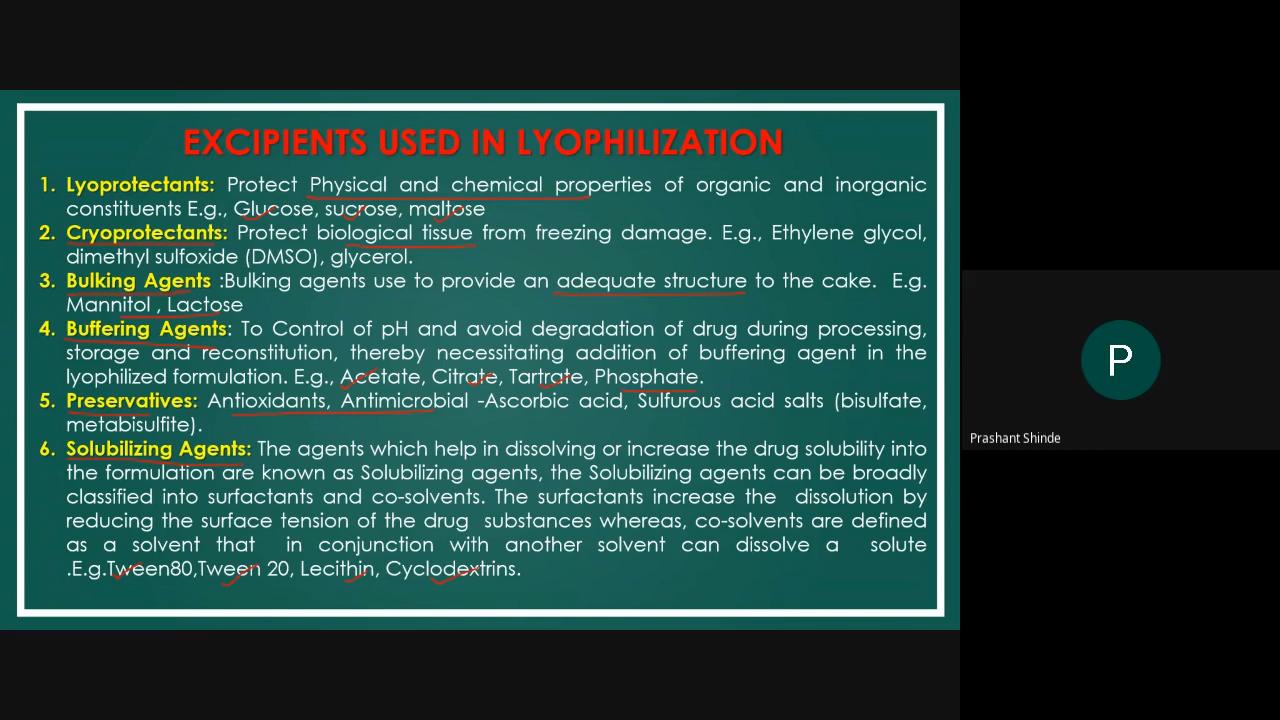 EXCIPIENTS USED IN LYOPHILIZATION
1. Lyoprotectants: Protect Physical and chemical properties of organic and inorganic
constituents E.g., Glucose, sucrose, maltose
2. Cryoprotectants: Protect biological tissue from freezing damage. E.g., Ethylene glycol,
dimethyl sulfoxide (DMSO), glycerol.
3. Bulking Agents :Bulking agents use to provide an adequate structure to the cake. E.g.
Mannitol , Lactose
4. Buffering Agents: To Control of pH and avoid degradation of drug during processing,
storage and reconstitution, thereby necessitating addition of buffering agent in the
lyophilized formulation. E.g., Acetate, Citrate, Tartrate, Phosphate.
5. Preservatives: Antioxidants, Antimicrobial -Ascorbic acid, Sulfurous acid salts (bisulfate,
metabisulfite).
6. Solubilizing Agents: The agents which help in dissolving or increase the drug solubility into
the formulation are known as Solubilizing agents, the Solubilizing agents can be broadly
classified into surfactants and co-solvents. The surfactants increase the dissolution by
reducing the surface tension of the drug substances whereas, co-solvents are defined
as a solvent that in conjunction with another solvent can dissolve a solute
.E.g.Tween80,Tween 20, Lecithin, Cyclodextrins.
P
Prashant Shinde